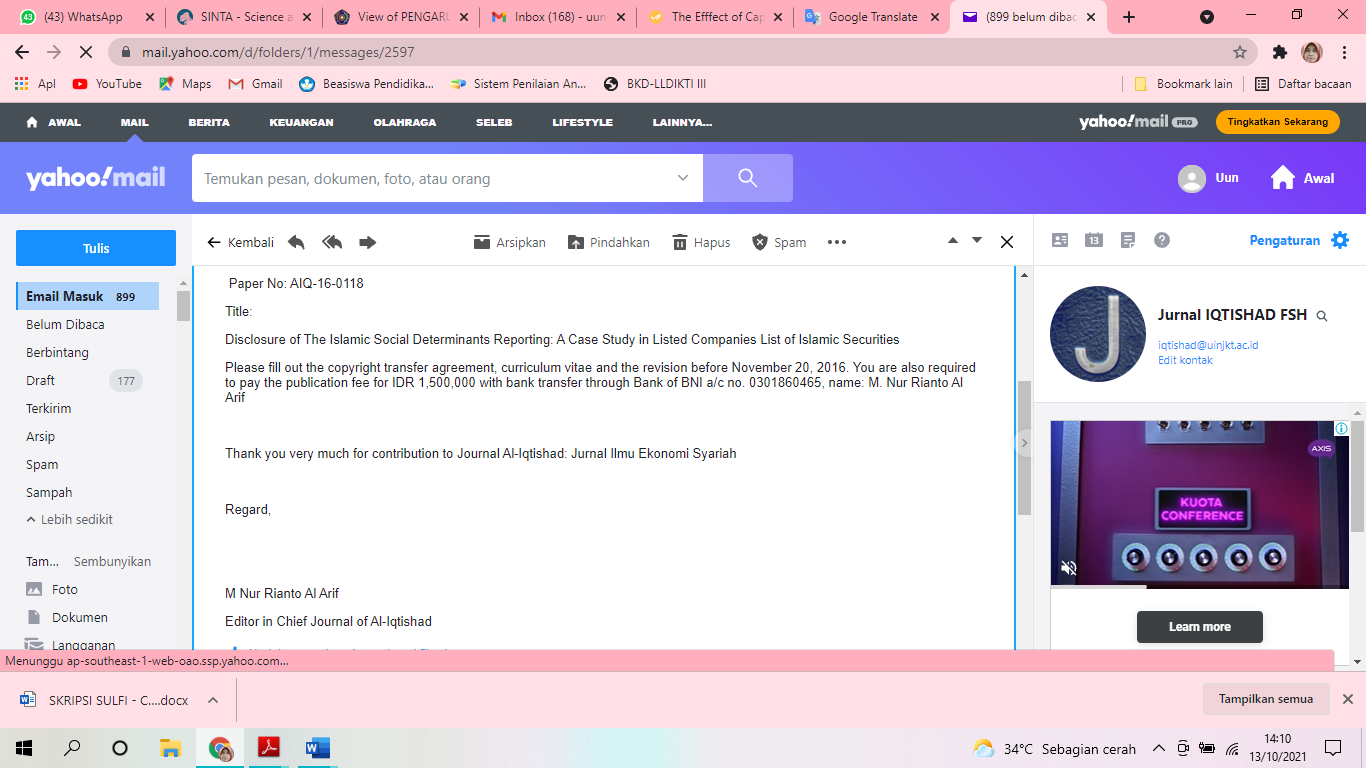 (43) WhatsApp
SINTA - Science a
View of PENGARU
Inbox (168) - uun
The Efffect of Cap
Google Translate
(899 belum dibac
mail.yahoo.com/d/folders/1/messages/2597
Apl
YouTube
Maps
Gmail
Beasiswa Pendidika...
Sistem Penilaian An...
BKD-LLDIKTI III
Bookmark lain
Daftar bacaan
AWAL
MAIL
BERITA
KEUANGAN
OLAHRAGA
SELEB
LIFESTYLE
LAINNYA...
yahoo!mail PRO
Tingkatkan Sekarang
yahoo!mail
Temukan pesan, dokumen, foto, atau orang
Uun
Awal
Tulis
Kembali
Arsipkan
Pindahkan
Hapus
Spam
13
Pengaturan
Email Masuk 899
Belum Dibaca
Berbintang
Draft 177
Terkirim
Arsip
Spam
Sampah
Lebih sedikit
Tam... Sembunyikan
Foto
Dokumen
Langganan
Paper No: AIQ-16-0118
Title:
Disclosure of The Islamic Social Determinants Reporting: A Case Study in Listed Companies List of Islamic Securities
Please fill out the copyright transfer agreement, curriculum vitae and the revision before November 20, 2016. You are also required
to pay the publication fee for IDR 1,500,000 with bank transfer through Bank of BNI a/c no. 0301860465, name: M. Nur Rianto Al
Arif
Thank you very much for contribution to Journal Al-Iqtishad: Jurnal Ilmu Ekonomi Syariah
Regard,
M Nur Rianto Al Arif
Editor in Chief Journal of Al-Iqtishad
J
Jurnal IQTISHAD FSH
iqtishad@uinjkt.ac.id
Edit kontak
AXIS
KUOTA
CONFERENCE
Learn more
Menunggu ap-southeast-1-web-oao.ssp.yahoo.com...
SKRIPSI SULFI - C....docx
Tampilkan semua
34°C Sebagian cerah
14:10
13/10/2021